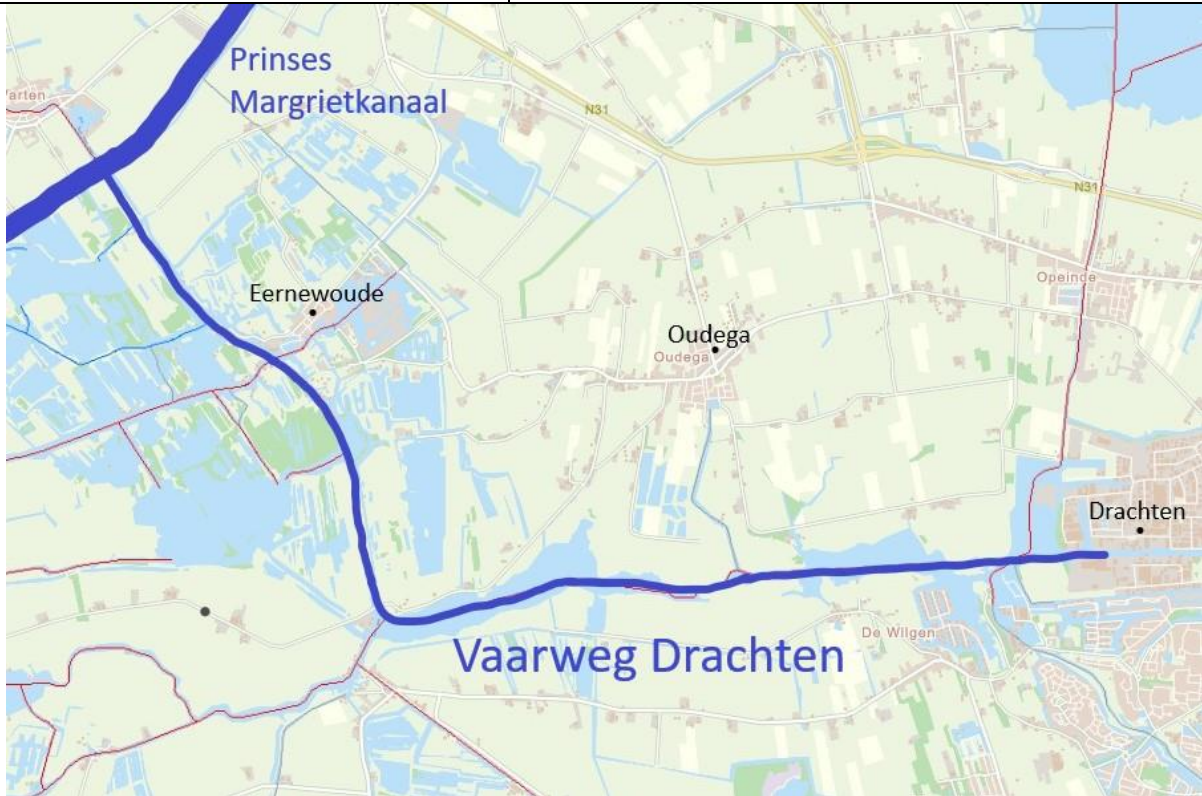 Prinses
Margrietkanaal
N31
N31
Opeinde
Eernewoude
Oudega
Oudega
Drachten
De Wilgen
Vaarweg Drachten